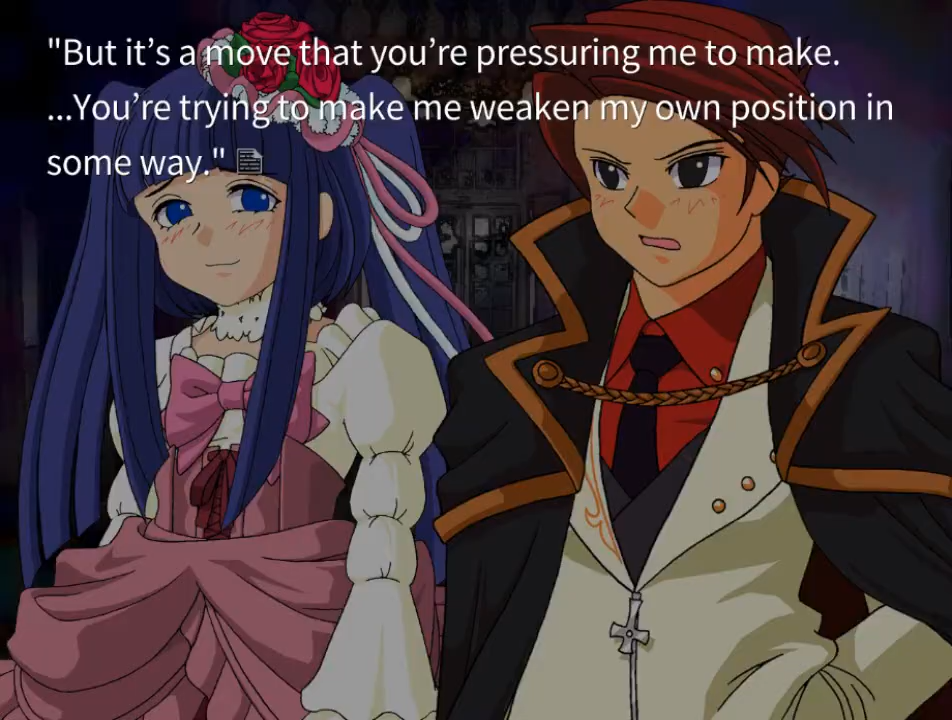 "But it’s a move that you’re pressuring me to make.
...You’re trying to make me weaken my own position in
some way."